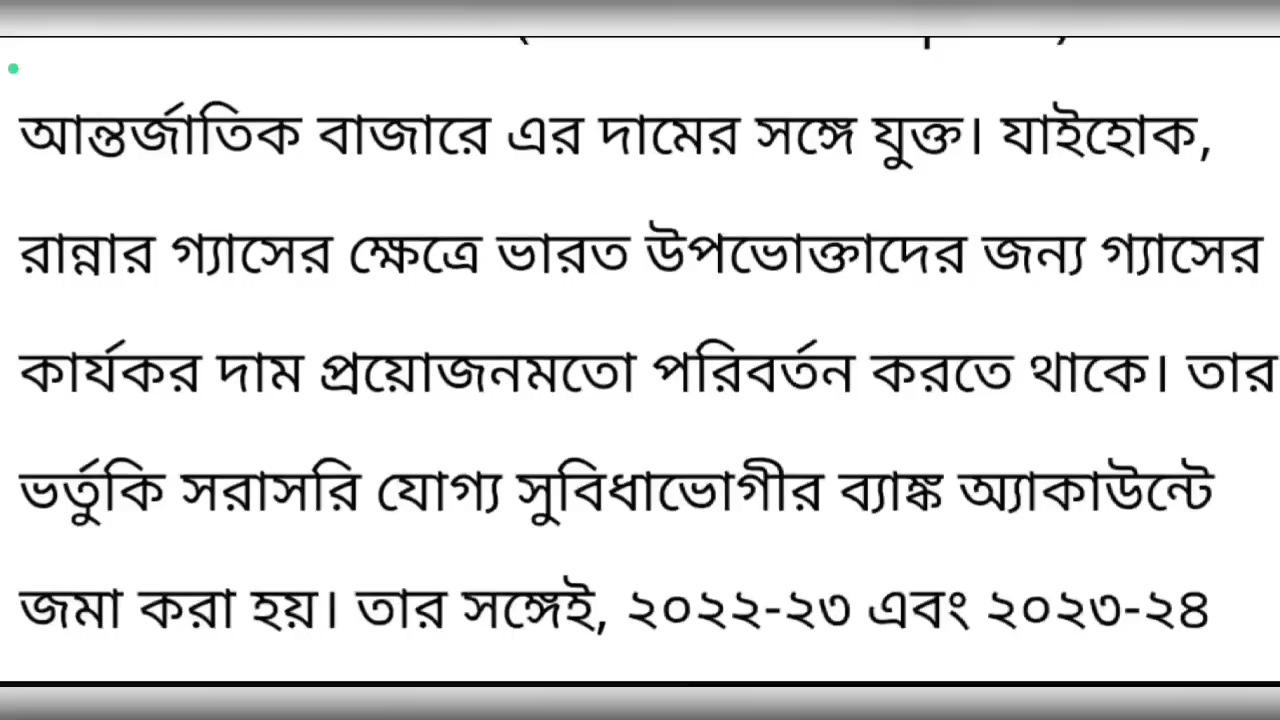 আন্তর্জাতিক বাজারে এর দামের সঙ্গে যুক্ত। যাইহোক,
রান্নার গ্যাসের ক্ষেত্রে ভারত উপভোক্তাদের জন্য গ্যাসের
কার্যকর দাম প্রয়োজনমতো পরিবর্তন করতে থাকে। তার
ভর্তুকি সরাসরি যোগ্য সুবিধাভোগীর ব্যাঙ্ক অ্যাকাউন্টে
জমা করা হয়। তার সঙ্গেই, ২০২২-২৩ এবং ২০২৩-২৪